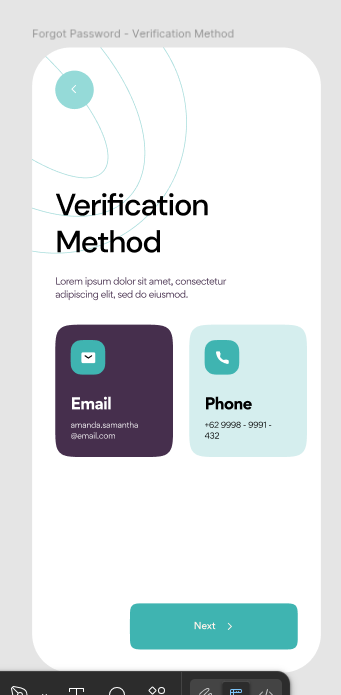 Forgot Password - Verification Method
Verification
Method
Lorem ipsum dolor sit amet, consectetur
adipiscing elit, sed do eiusmod.
Email
amanda.samantha
@email.com
Phone
+62 9998 - 9991 -
432
Next